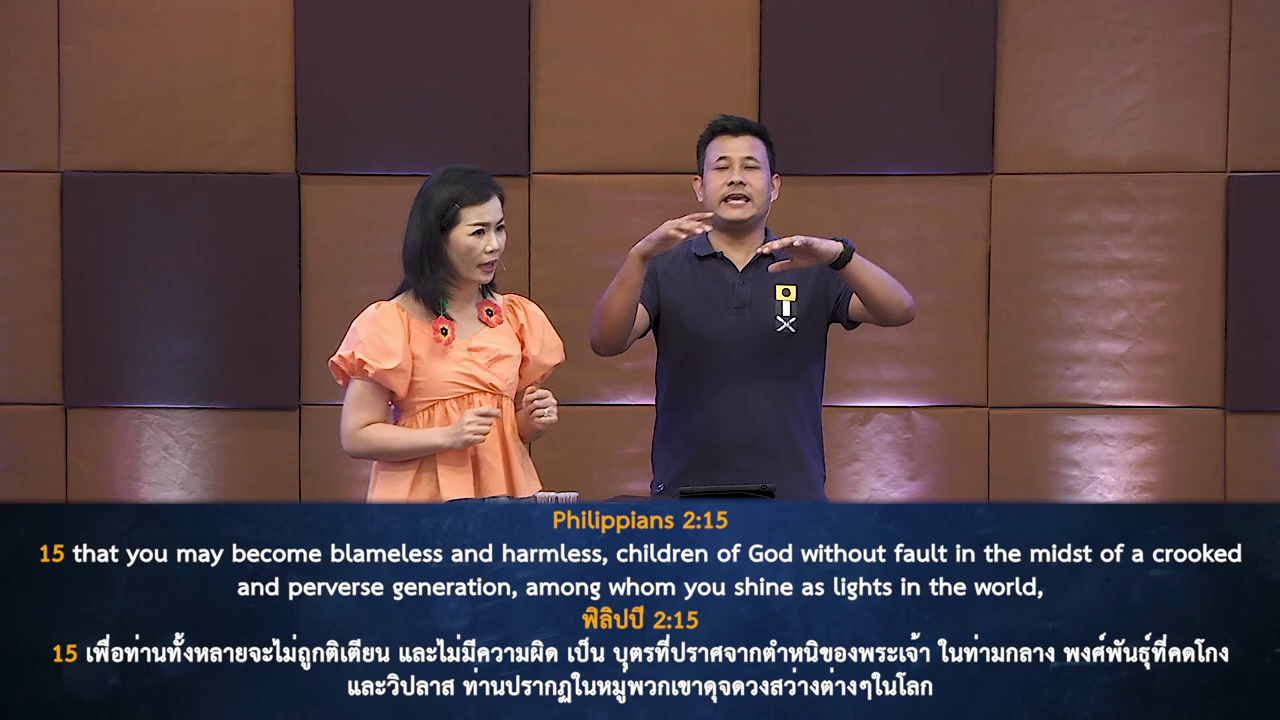 Philippians 2:15
15 that you may become blameless and harmless, children of God without fault in the midst of a crooked
and perverse generation, among whom you shine as lights in the world,
ฟิลิปปี 2:15
15 เพื่อท่านทั้งหลายจะไม่ถูกติเตียน และไม่มีความผิด เป็น บุตรที่ปราศจากตำหนิของพระเจ้า ในท่ามกลาง พงศ์พันธุ์ที่คดโกง
และวิปลาส ท่านปรากฏในหมู่พวกเขาดุจดวงสว่างต่างๆในโลก